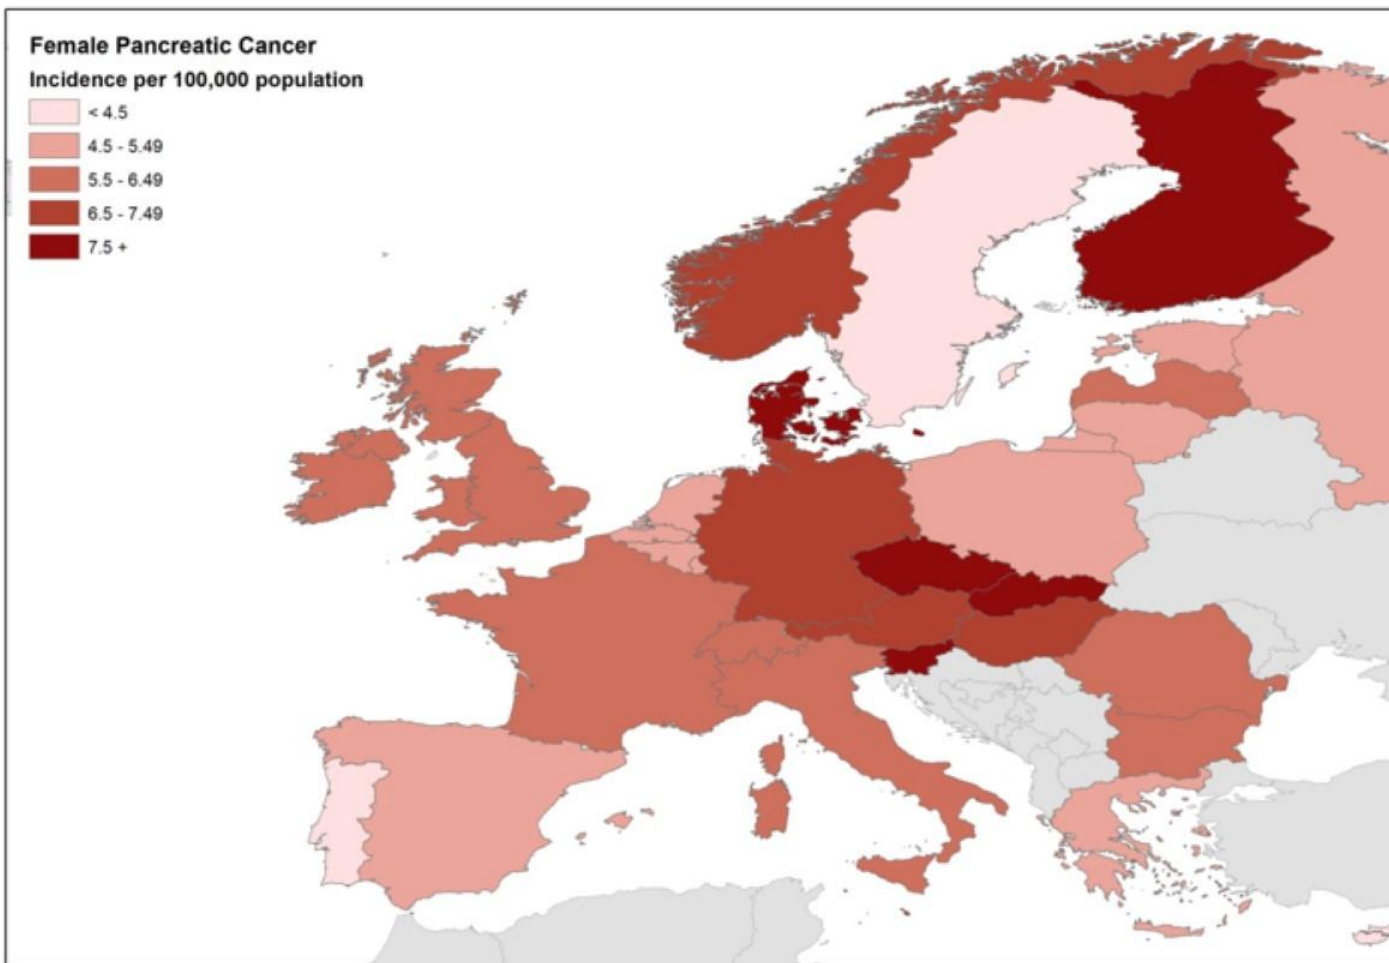 Female Pancreatic Cancer
Incidence per 100,000 population
< 4.5
4.5 - 5.49
5.5 - 6.49
6.5 - 7.49
7.5 +